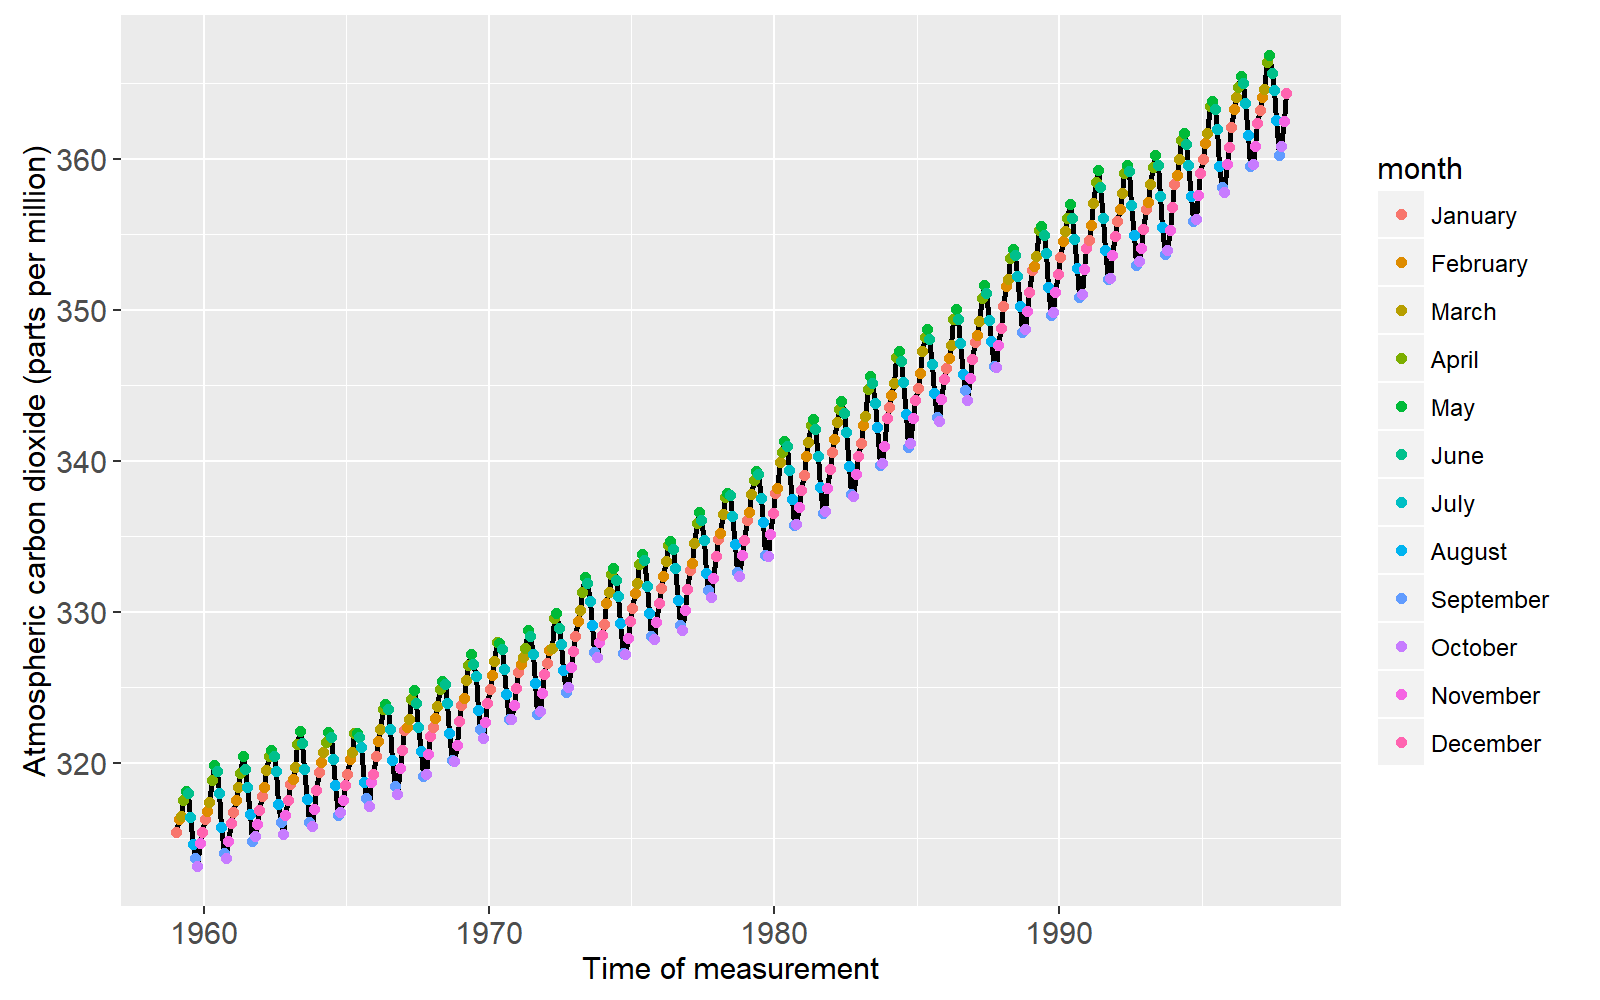 Atmospheric carbon dioxide (parts per million)
360
350
340
330
320
1960
1970
1980
1990
Time of measurement
month
January
February
March
April
May
June
July
August
September
October
November
December